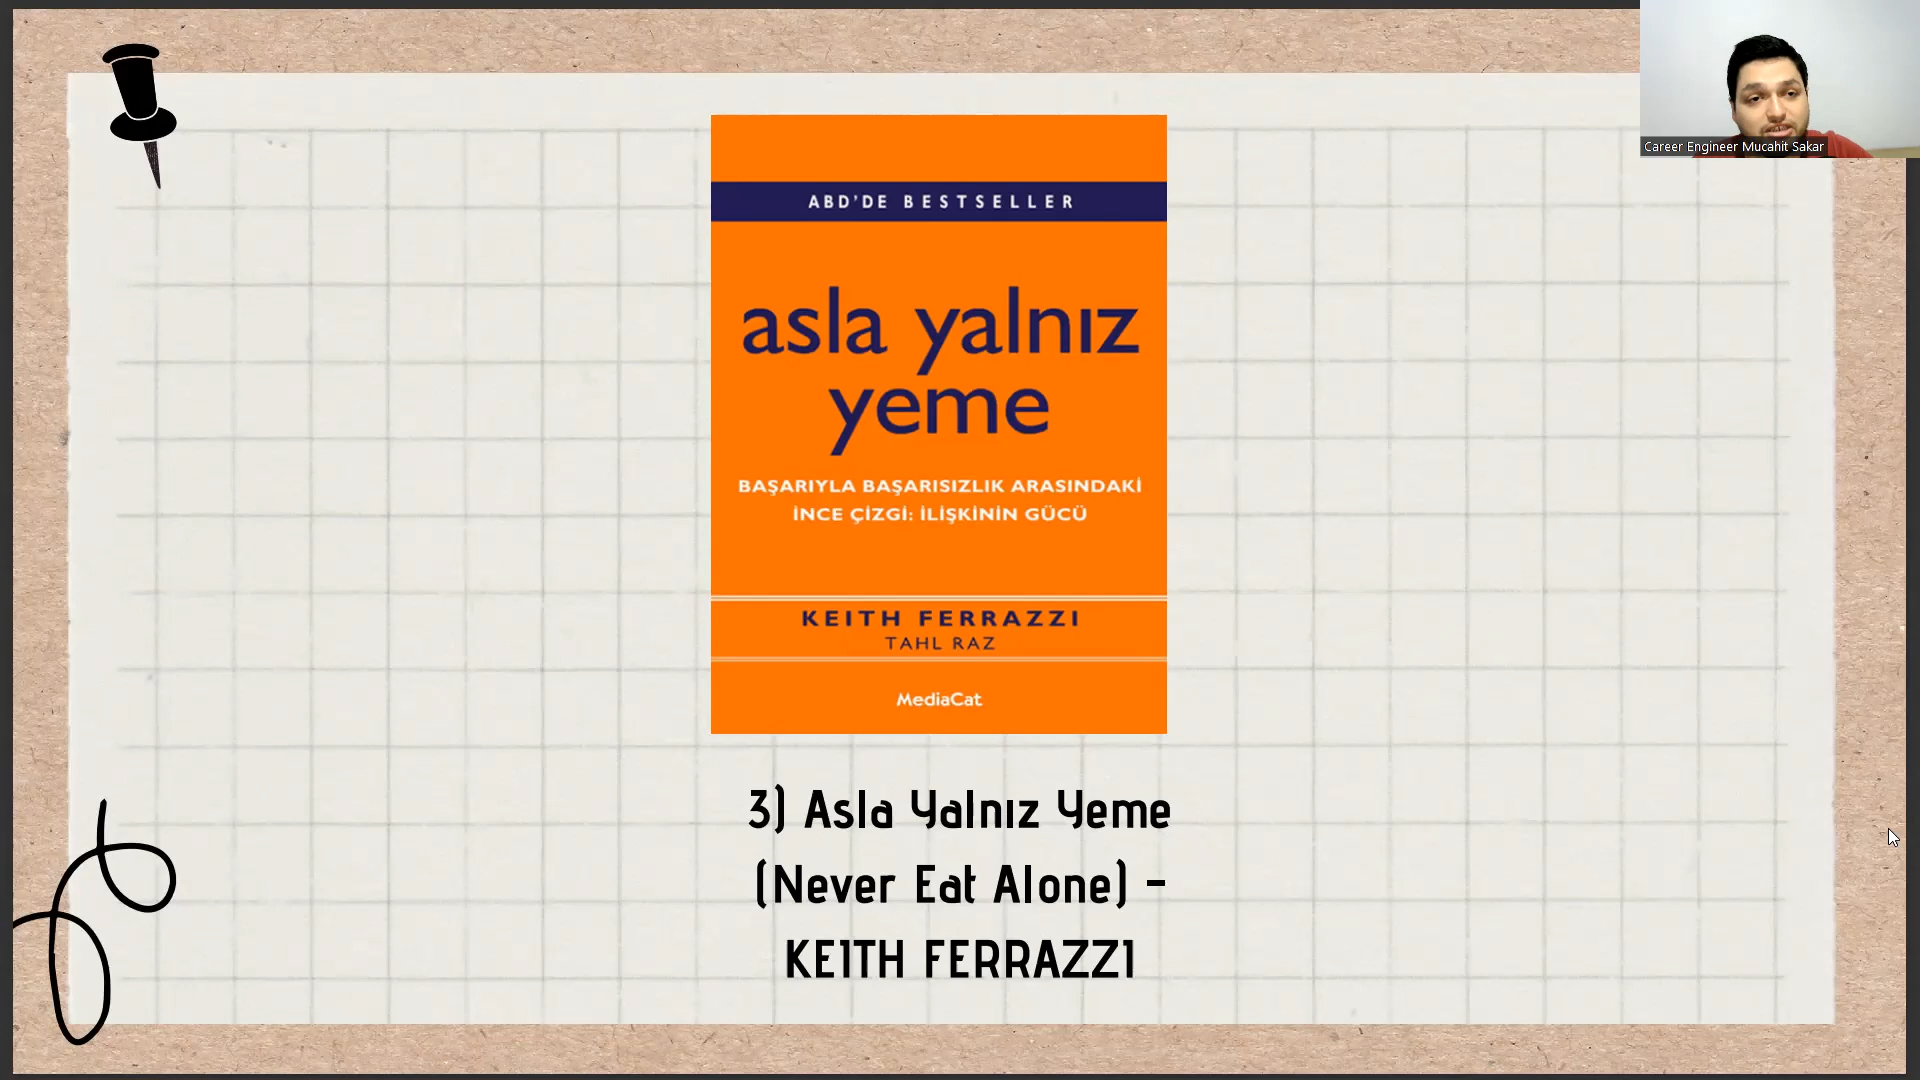 Career Engineer Mucahit Sakar
ABD'DE BESTSELLER
asla yalnız
yeme
BAŞARIYLA BAŞARISIZLIK ARASINDAKİ
İNCE ÇİZGİ: İLİŞKİNİN GÜCÜ
KEITH FERRAZZI
TAHL RAZ
MediaCat
3) Asla Yalnız Yeme
(Never Eat Alone) -
KEITH FERRAZZI